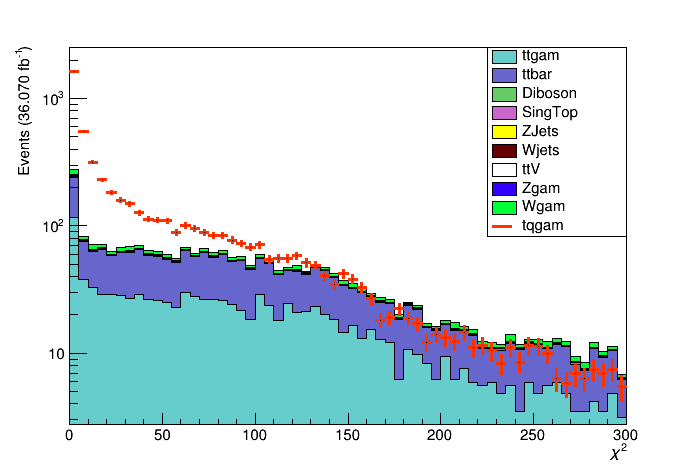 Events (36.070 fb⁻¹)
10³
10²
10
0 50 100 150 200 250 300
χ²
ttgam
ttbar
Diboson
SingTop
ZJets
Wjets
ttV
Zgam
Wgam
tqgam